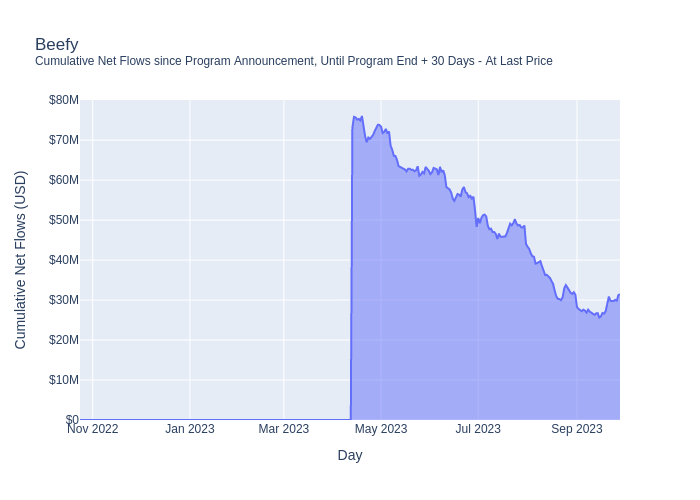 Beefy
Cumulative Net Flows since Program Announcement, Until Program End + 30 Days - At Last Price
$80M
$70M
$60M
$50M
$40M
$30M
$20M
$10M
$0
Cumulative Net Flows (USD)
Nov 2022 Jan 2023 Mar 2023 May 2023 Jul 2023 Sep 2023
Day